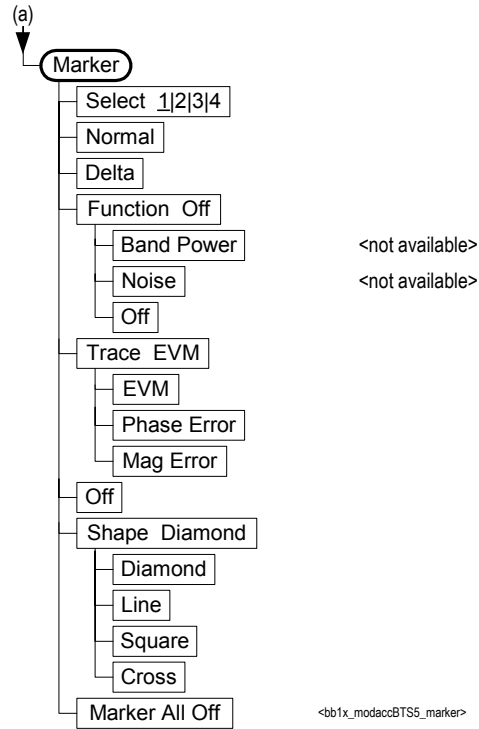 (a)
Marker
Select 1|2|3|4
Normal
Delta
Function Off
Band Power <not available>
Noise <not available>
Off
Trace EVM
EVM
Phase Error
Mag Error
Off
Shape Diamond
Diamond
Line
Square
Cross
Marker All Off <bb1x_modaccBTS5_marker>